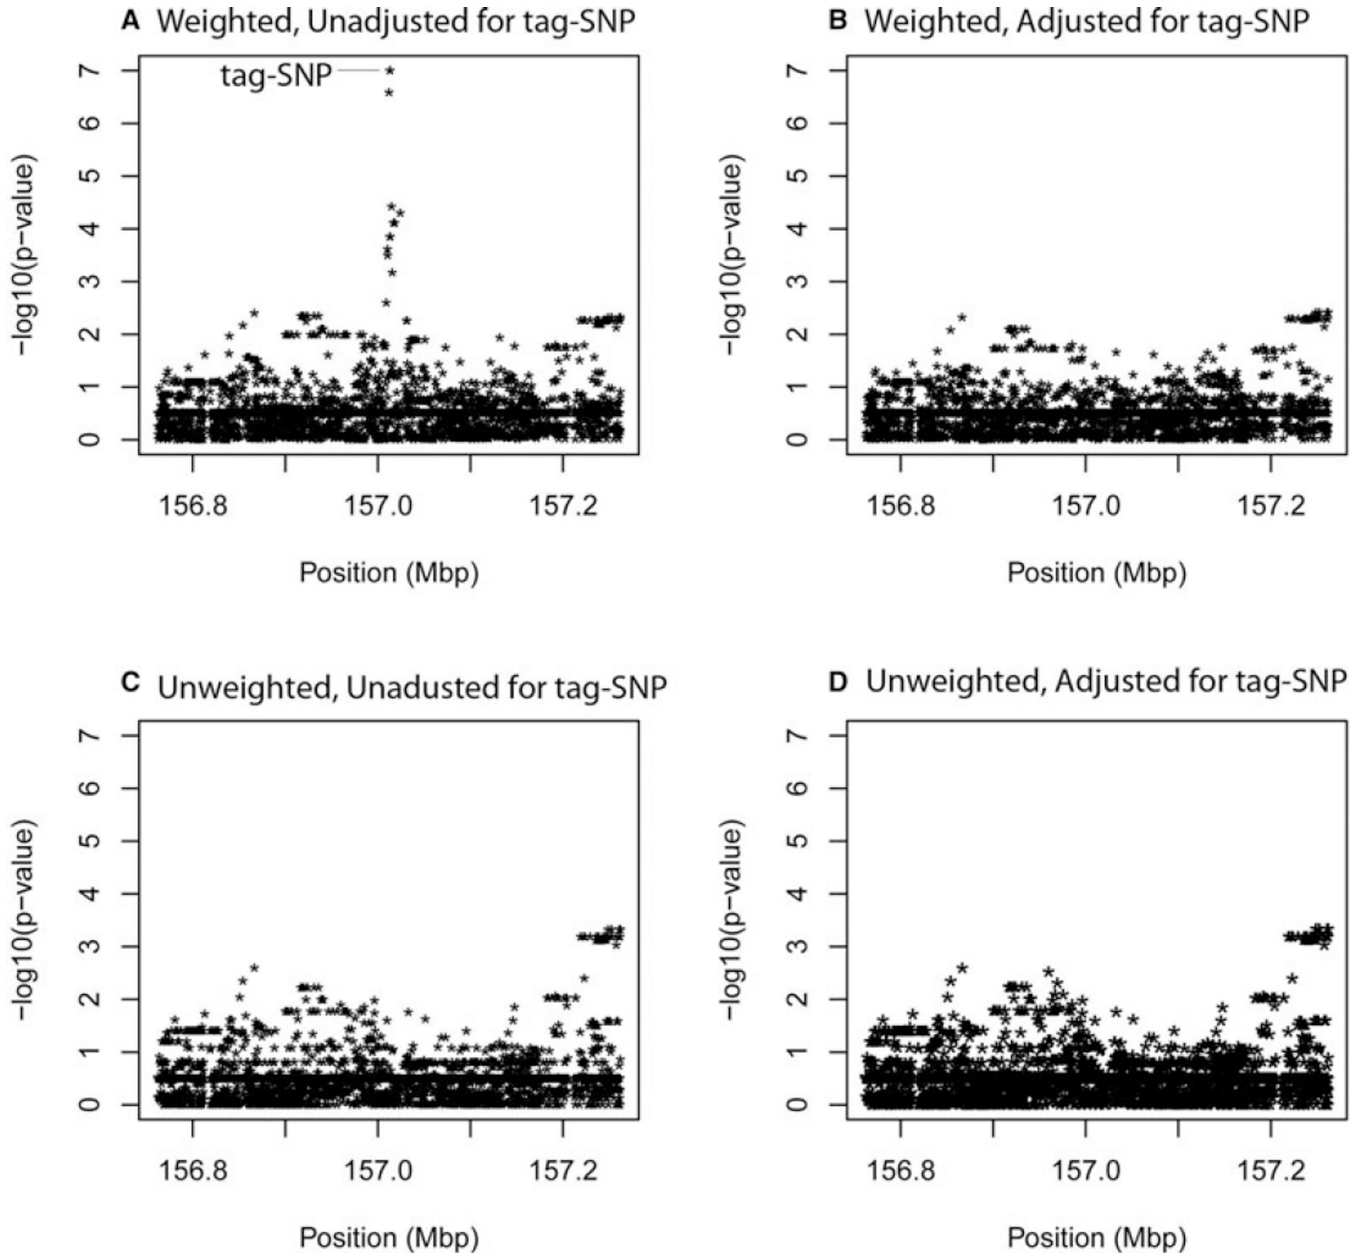 A Weighted, Unadjusted for tag-SNP
tag-SNP
7
6
5
4
3
2
1
0
−log10(p−value)
156.8 157.0 157.2
Position (Mbp)
B Weighted, Adjusted for tag-SNP
7
6
5
4
3
2
1
0
−log10(p−value)
156.8 157.0 157.2
Position (Mbp)
C Unweighted, Unadusted for tag-SNP
7
6
5
4
3
2
1
0
−log10(p−value)
156.8 157.0 157.2
Position (Mbp)
D Unweighted, Adjusted for tag-SNP
7
6
5
4
3
2
1
0
−log10(p−value)
156.8 157.0 157.2
Position (Mbp)